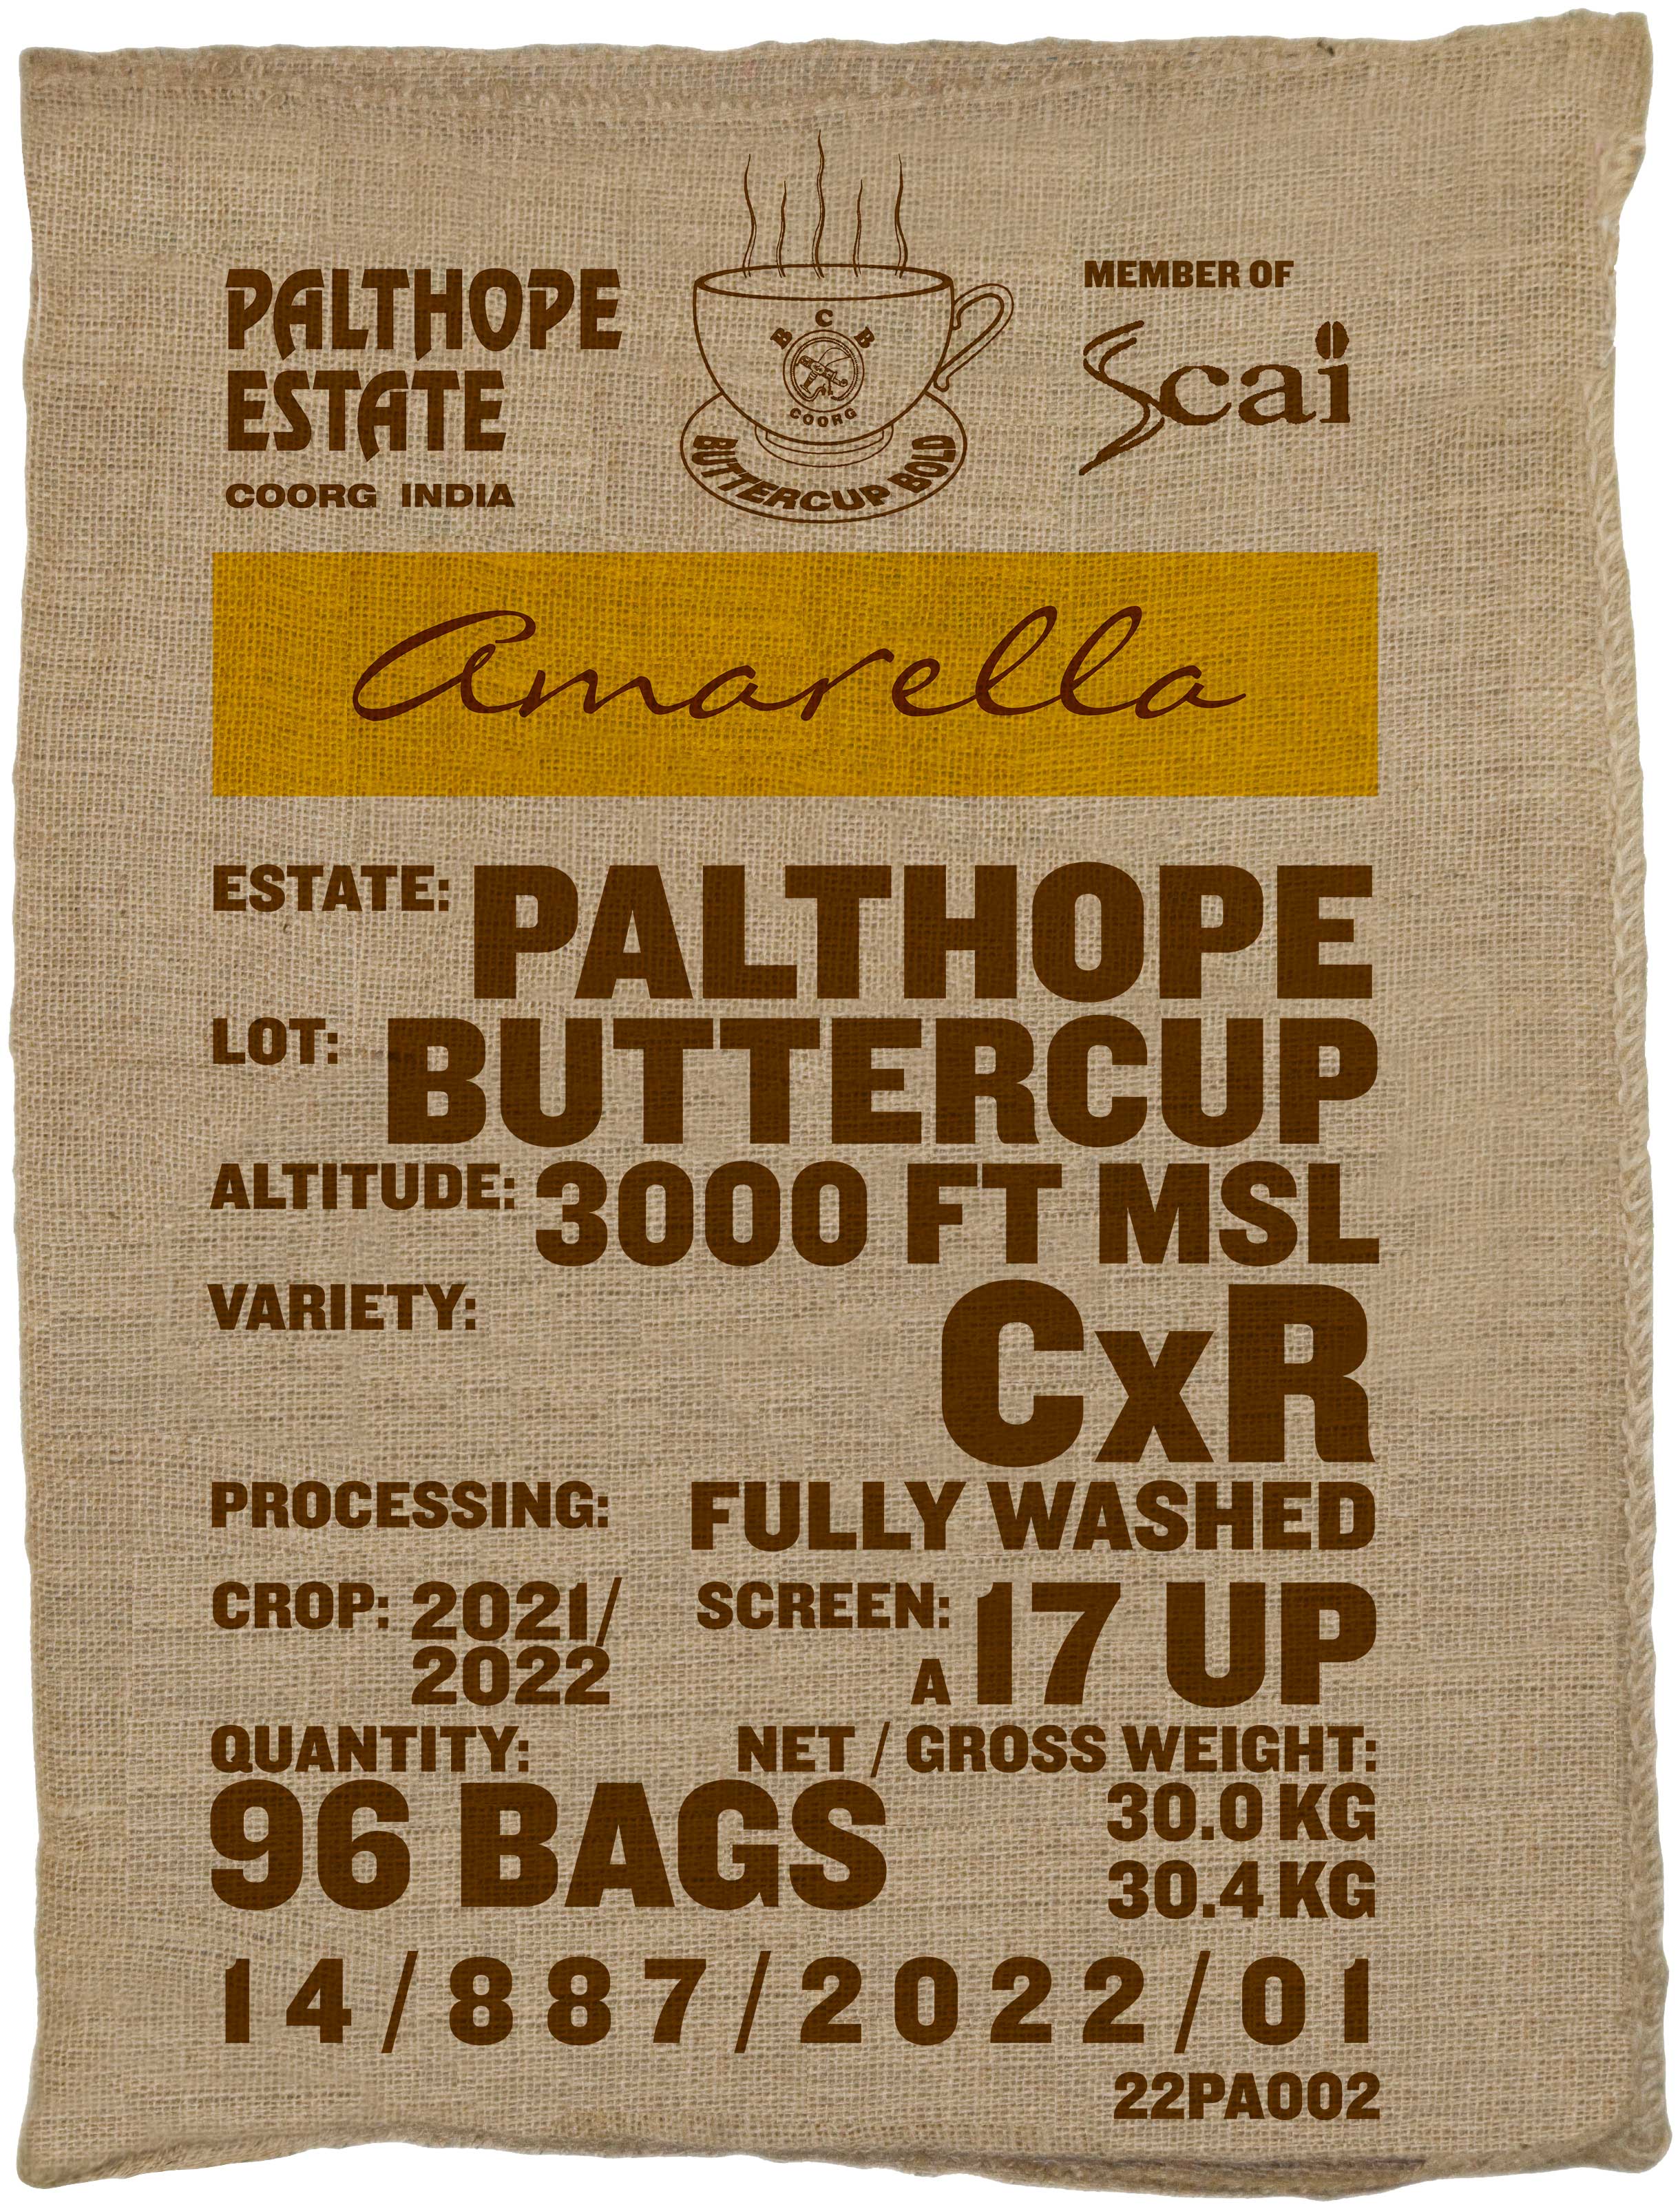 PALTHOPE
ESTATE
COORG INDIA
B C B
COORG
BUTTERCUP BOLD
MEMBER OF
Scai
Amarella
ESTATE: PALTHOPE
LOT: BUTTERCUP
ALTITUDE: 3000 FT MSL
VARIETY: CxR
PROCESSING: FULLY WASHED
CROP: 2021/
2022
SCREEN: A 17 UP
QUANTITY:
96 BAGS
NET / GROSS WEIGHT:
30.0 KG
30.4 KG
14/887/2022/01
22PA002